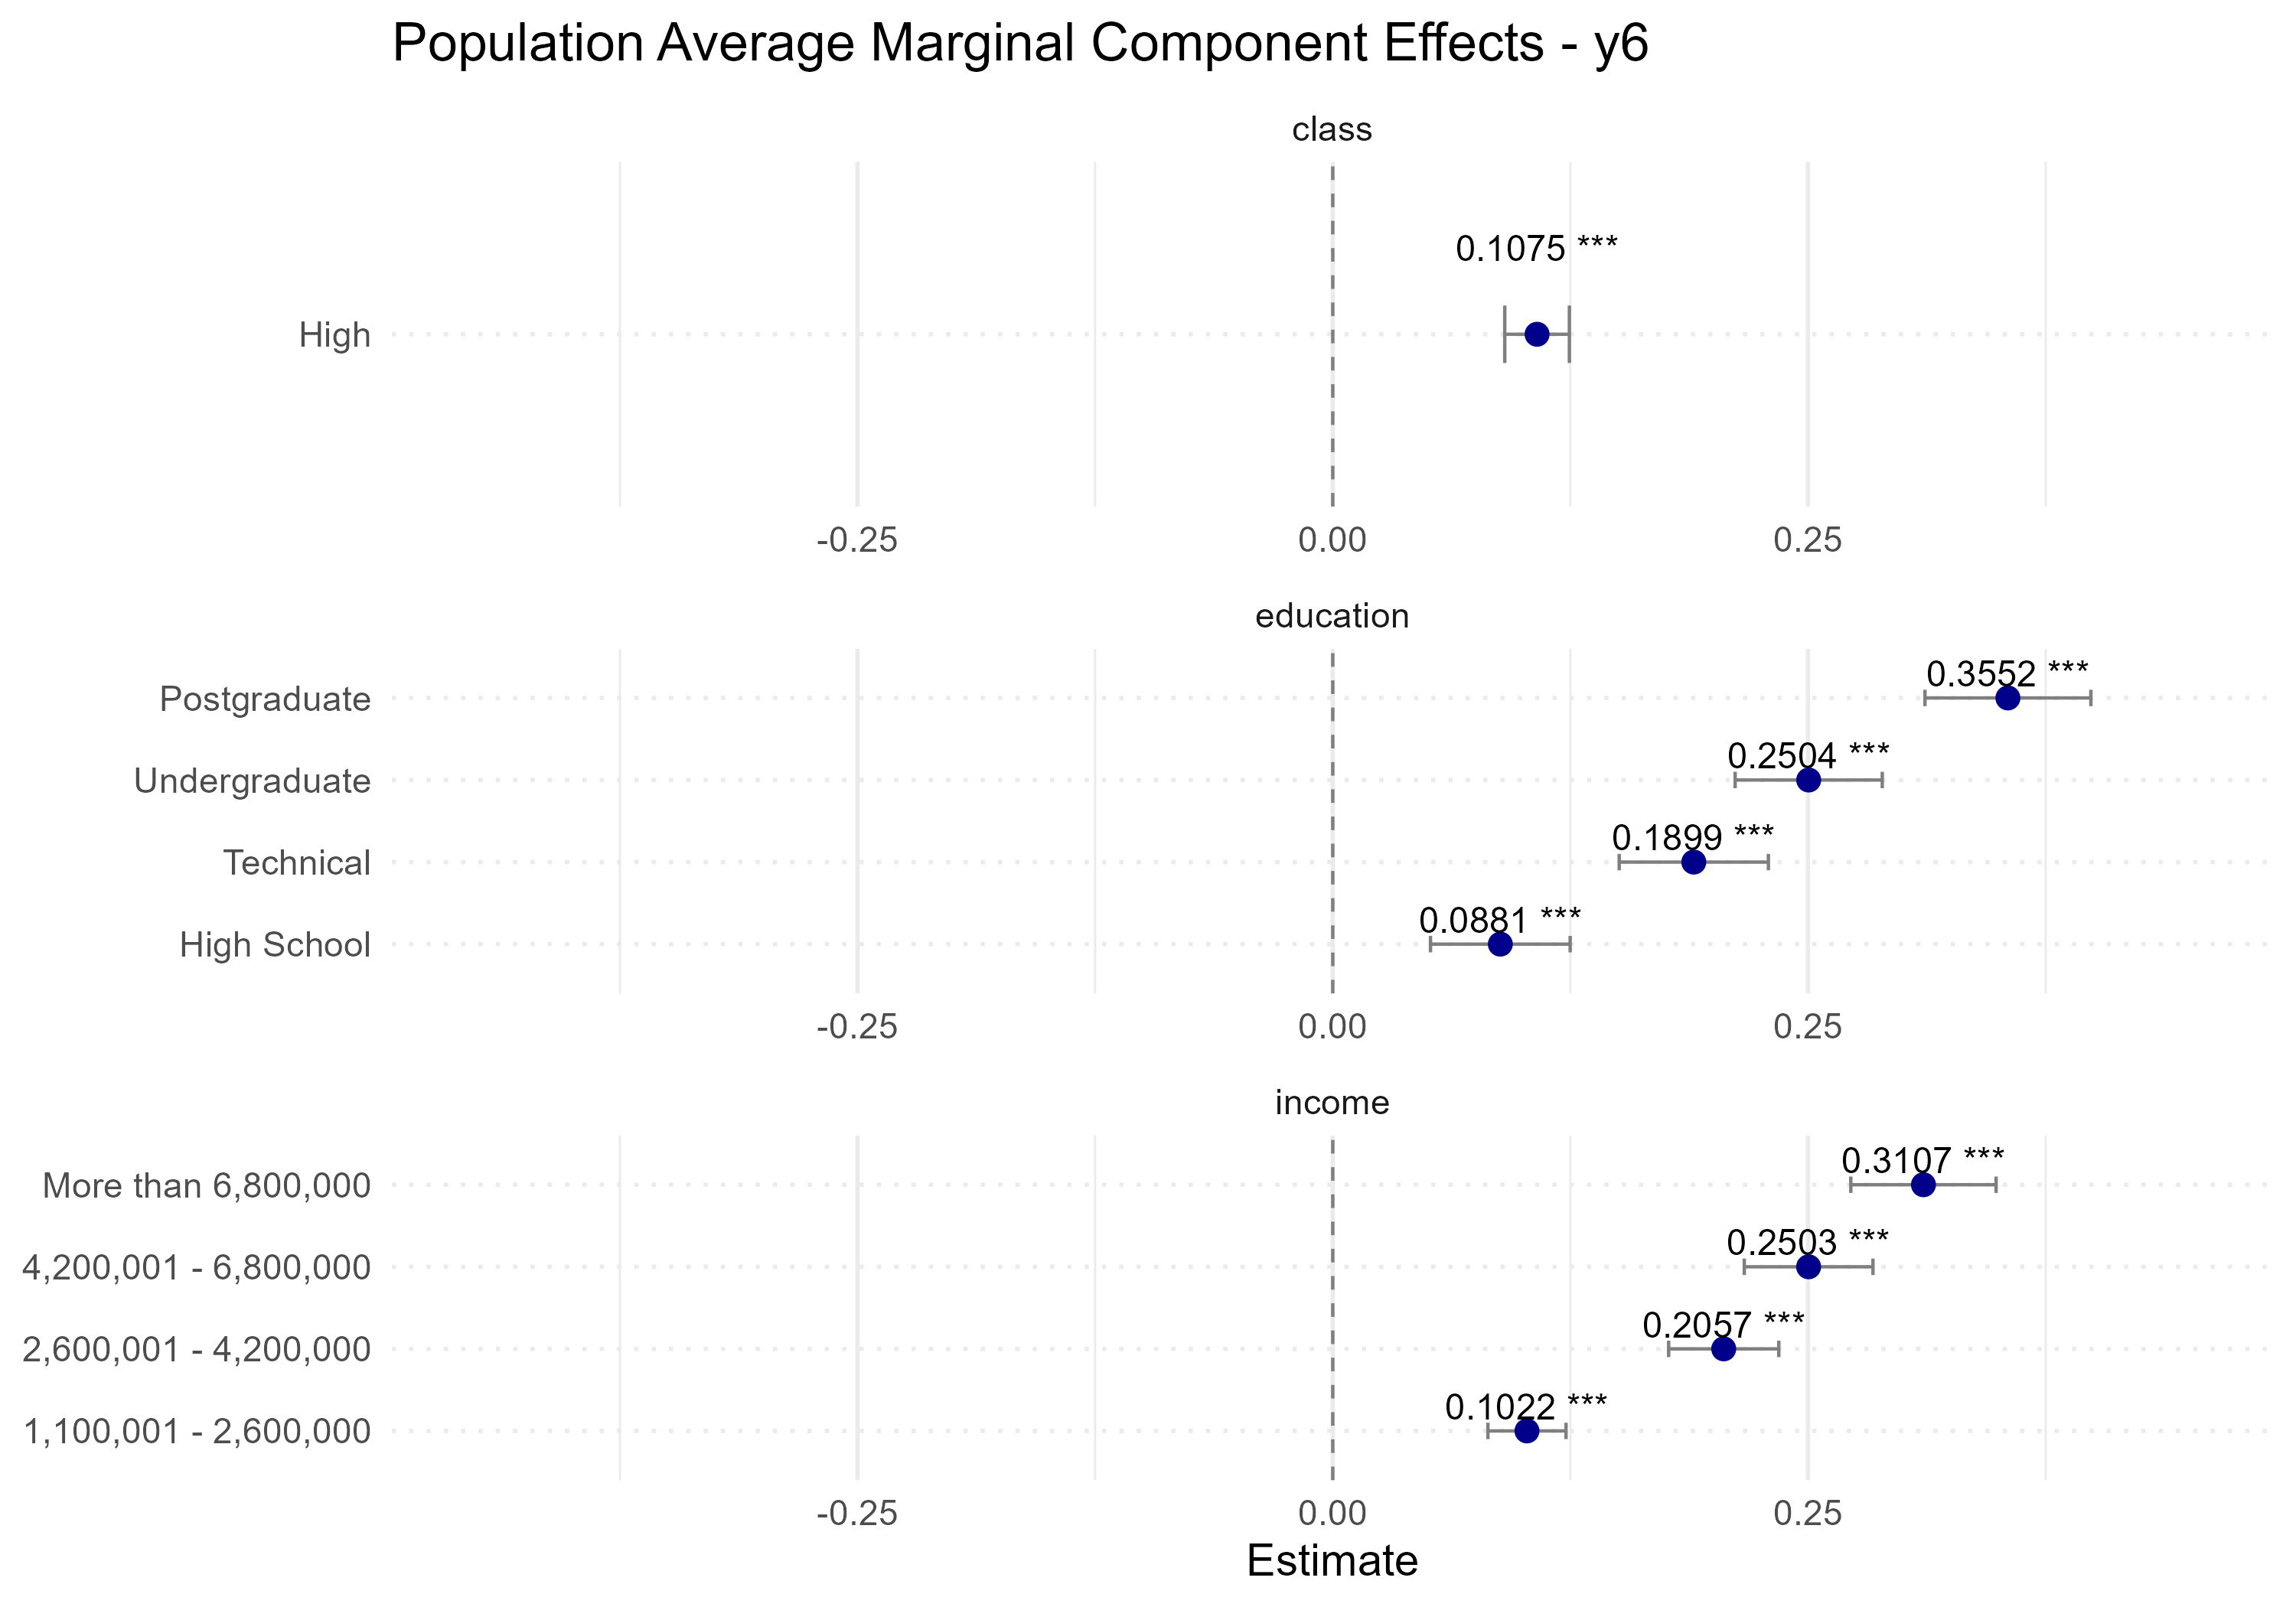 Population Average Marginal Component Effects - y6
class
0.1075 ***
High
-0.25 0.00 0.25
education
0.3552 ***
Postgraduate
0.2504 ***
Undergraduate
0.1899 ***
Technical
0.0881 ***
High School
-0.25 0.00 0.25
income
0.3107 ***
More than 6,800,000
0.2503 ***
4,200,001 - 6,800,000
0.2057 ***
2,600,001 - 4,200,000
0.1022 ***
1,100,001 - 2,600,000
-0.25 0.00 0.25
Estimate